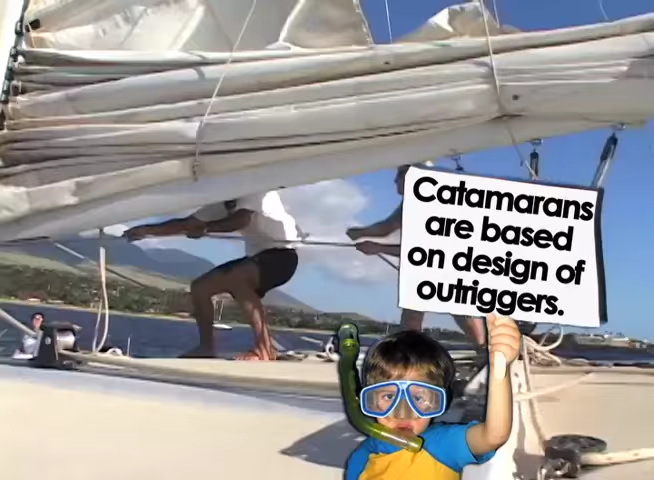 Catamarans
are based
on design of
outriggers.